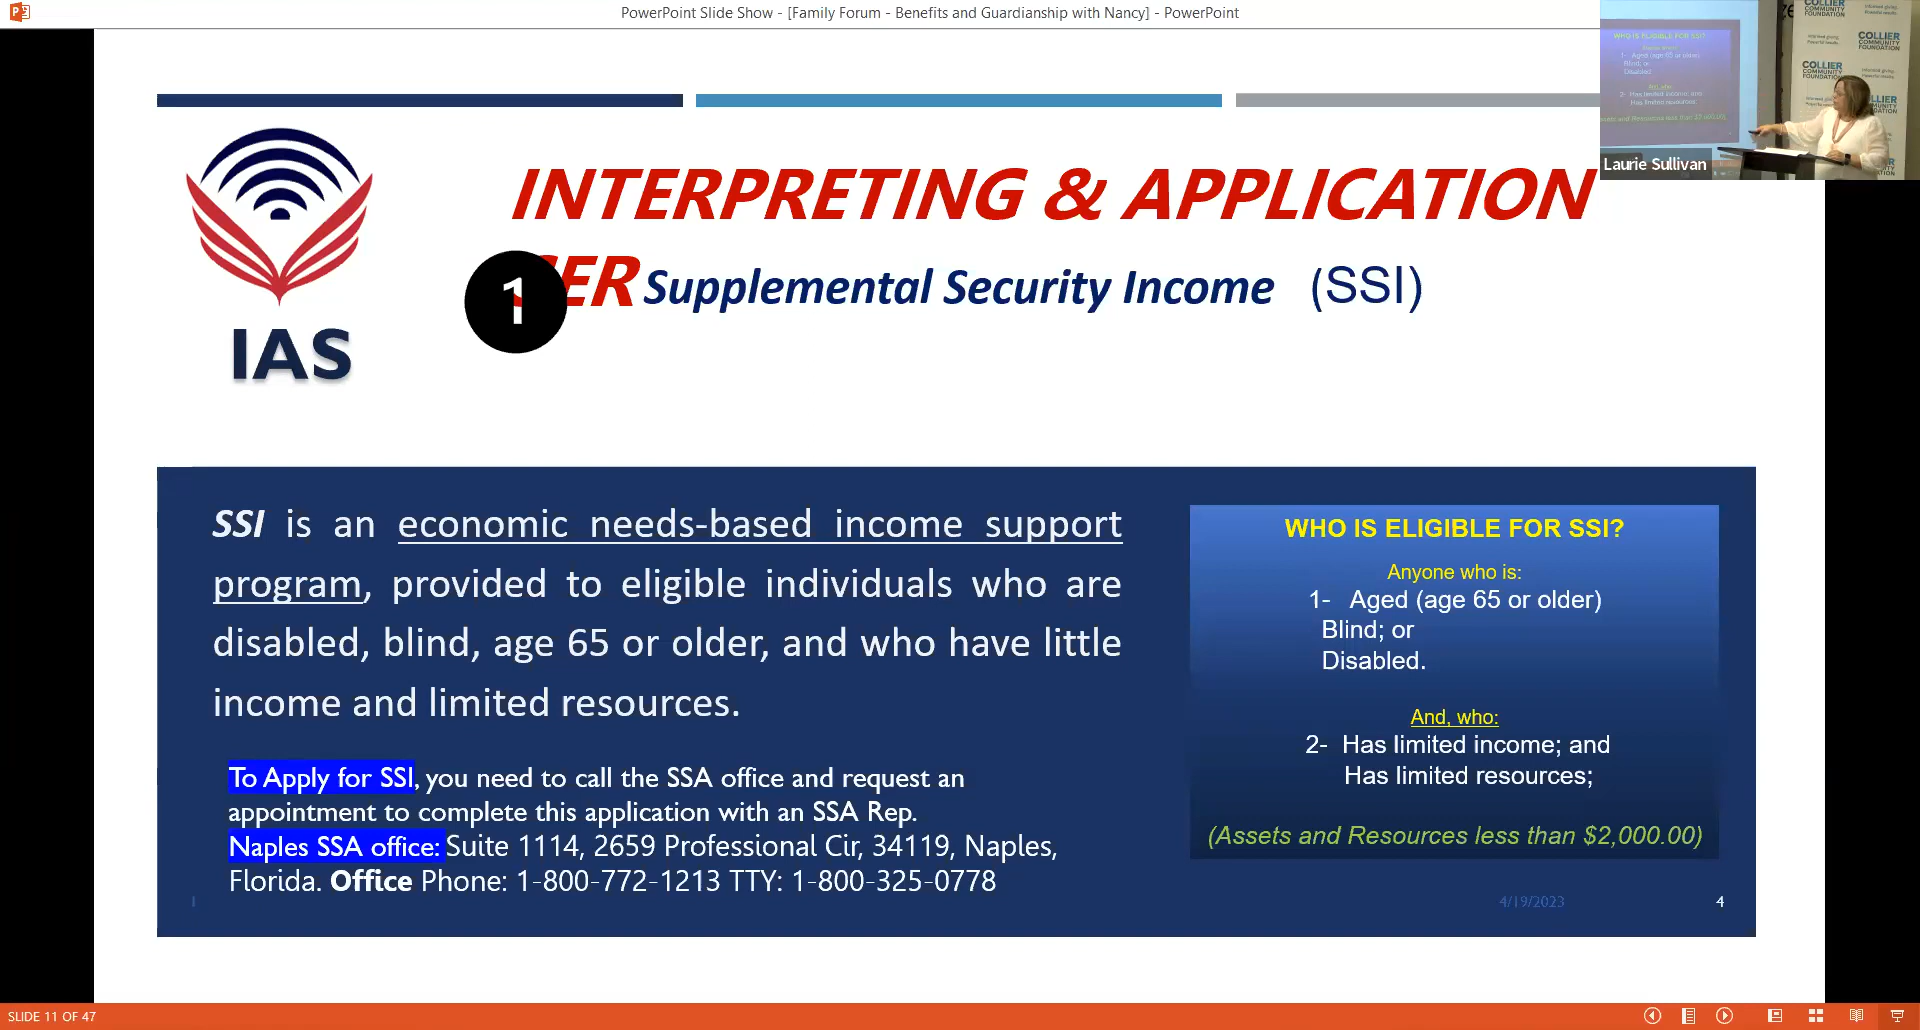 PowerPoint Slide Show - [Family Forum - Benefits and Guardianship with Nancy] - PowerPoint
COLLIER
COMMUNITY
FOUNDATION
Laurie Sullivan
IAS
INTERPRETING & APPLICATION
SER
1
Supplemental Security Income (SSI)
SSI is an economic needs-based income support
program, provided to eligible individuals who are
disabled, blind, age 65 or older, and who have little
income and limited resources.
To Apply for SSI, you need to call the SSA office and request an
appointment to complete this application with an SSA Rep.
Naples SSA office: Suite 1114, 2659 Professional Cir, 34119, Naples,
Florida. Office Phone: 1-800-772-1213 TTY: 1-800-325-0778
WHO IS ELIGIBLE FOR SSI?
Anyone who is:
1- Aged (age 65 or older)
Blind; or
Disabled.
And, who:
2- Has limited income; and
Has limited resources;
(Assets and Resources less than $2,000.00)
4/19/2023
4
SLIDE 11 OF 47